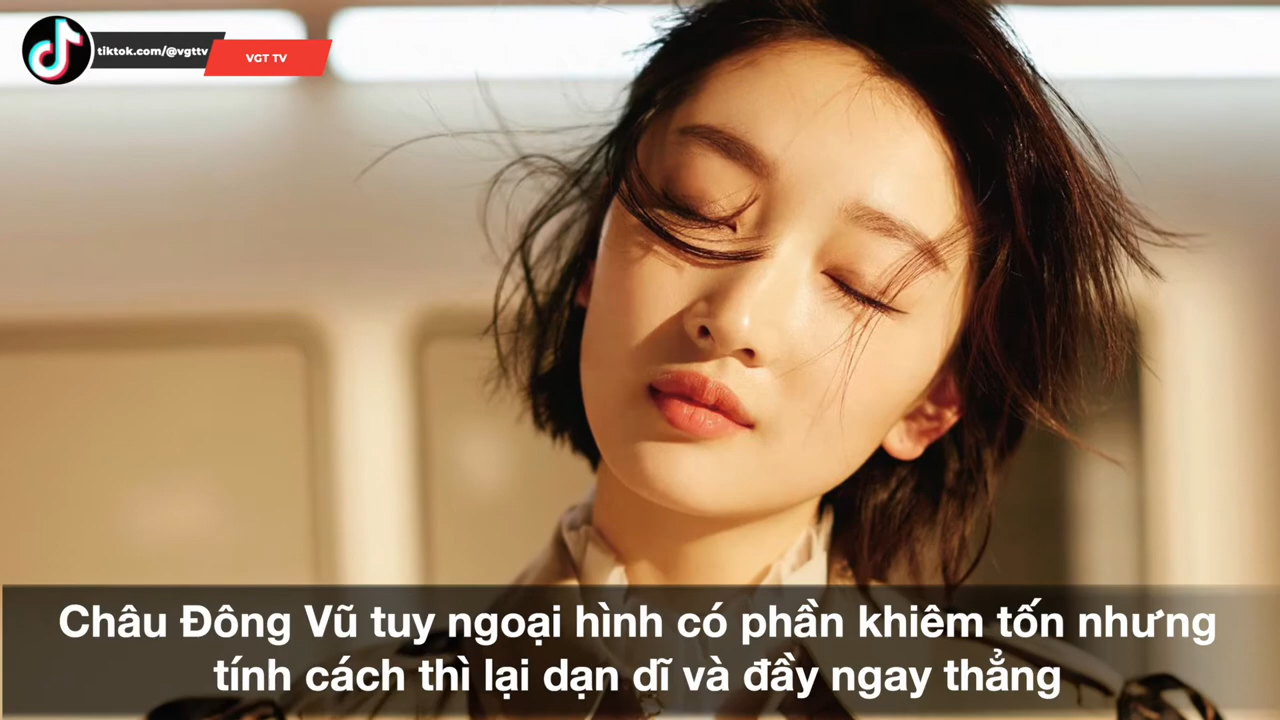 tiktok.com/@vgttv
VGT TV
Châu Đông Vũ tuy ngoại hình có phần khiêm tốn nhưng
tính cách thì lại dạn dĩ và đầy ngay thẳng